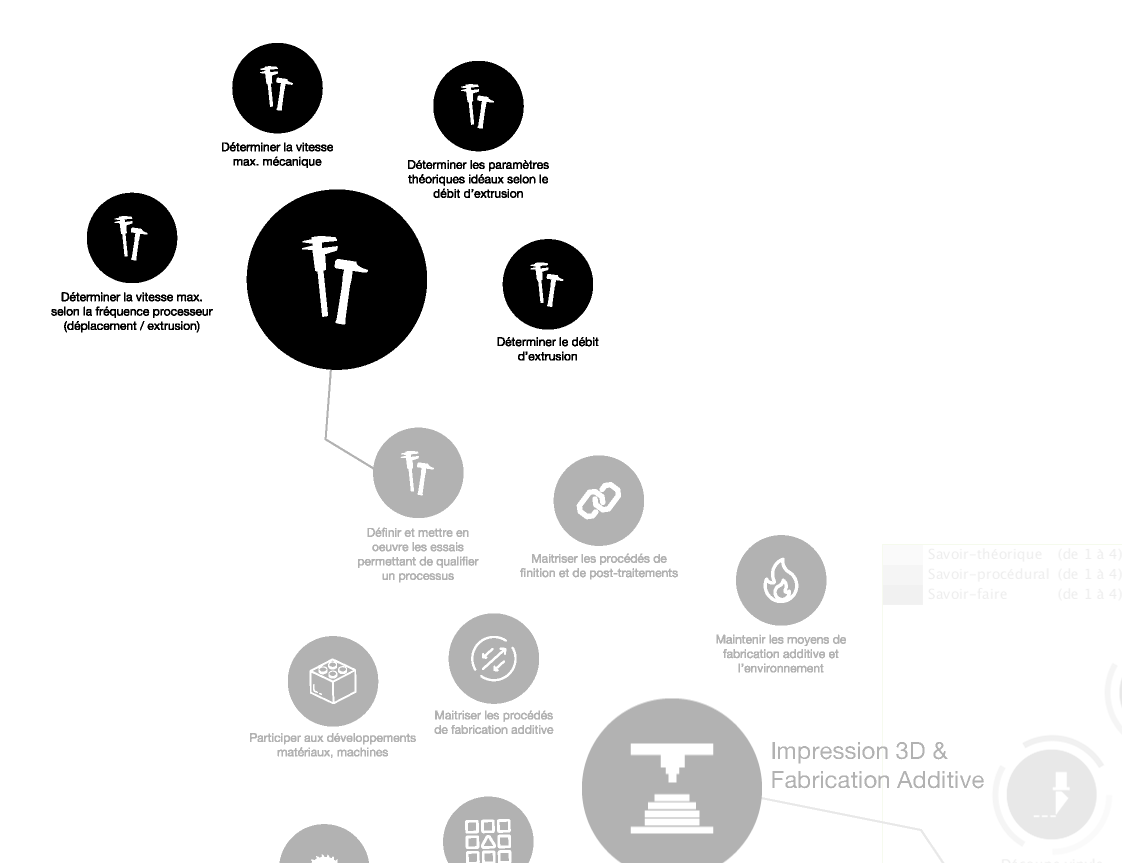 Déterminer la vitesse
max. mécanique
Déterminer les paramètres
théoriques idéaux selon le
débit d'extrusion
Déterminer la vitesse max.
selon la fréquence processeur
(déplacement / extrusion)
Déterminer le débit
d'extrusion
Définir et mettre en
oeuvre les essais
permettant de qualifier
un processus
Maitriser les procédés de
finition et de post-traitements
Savoir-théorique (de 1 à 4)
Savoir-procédural (de 1 à 4)
Savoir-faire (de 1 à 4)
Maintenir les moyens de
fabrication additive et
l'environnement
Maitriser les procédés
de fabrication additive
Participer aux développements
matériaux, machines
Impression 3D &
Fabrication Additive